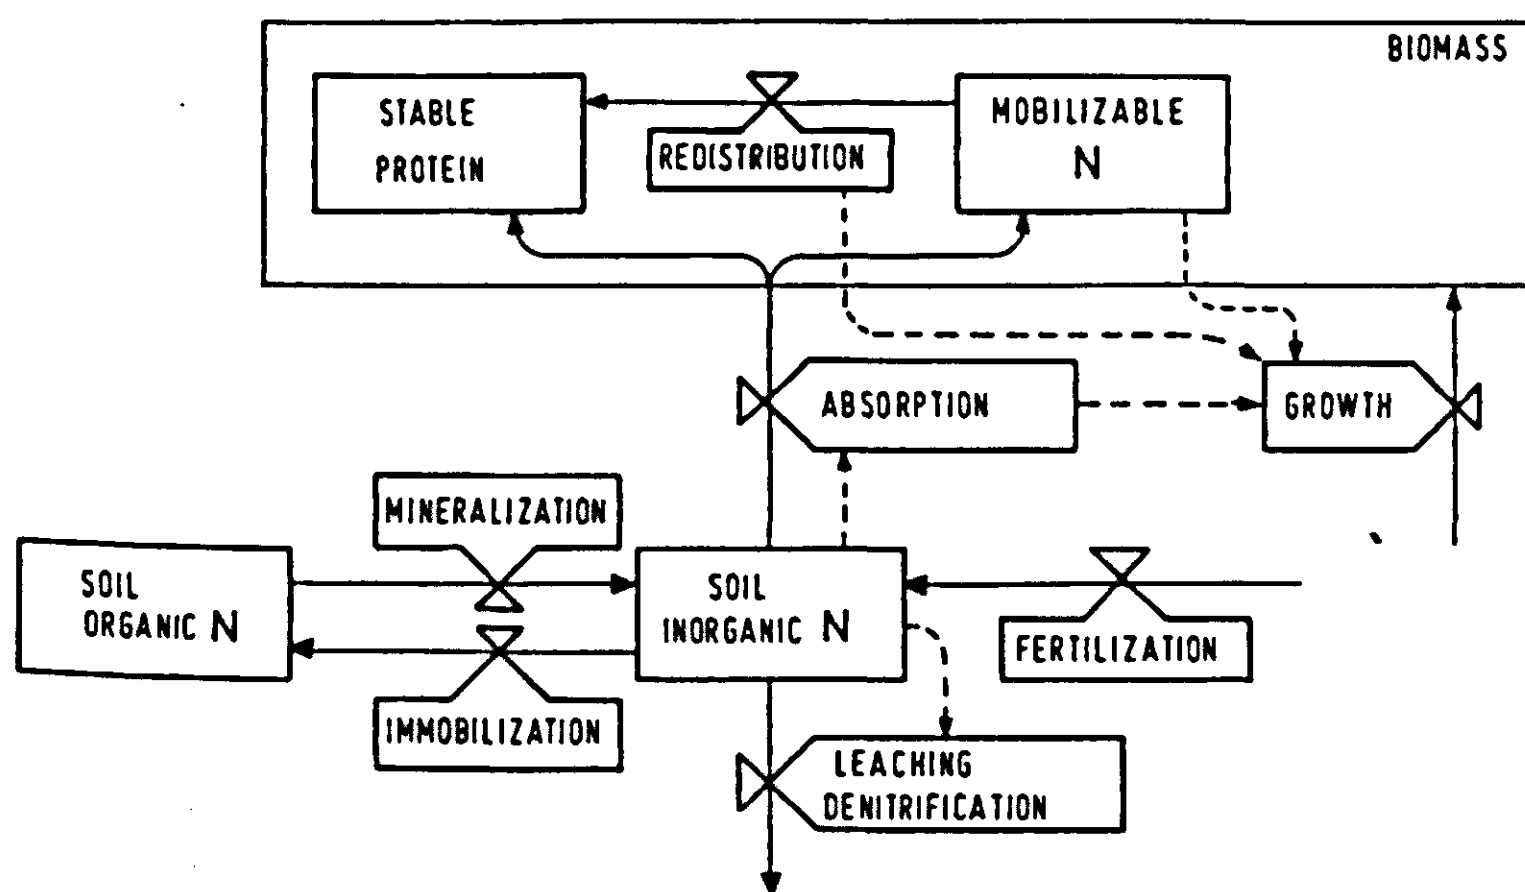 BIOMASS
STABLE
PROTEIN
REDISTRIBUTION
MOBILIZABLE
N
ABSORPTION
GROWTH
MINERALIZATION
SOIL
ORGANIC N
SOIL
INORGANIC N
FERTILIZATION
IMMOBILIZATION
LEACHING
DENITRIFICATION